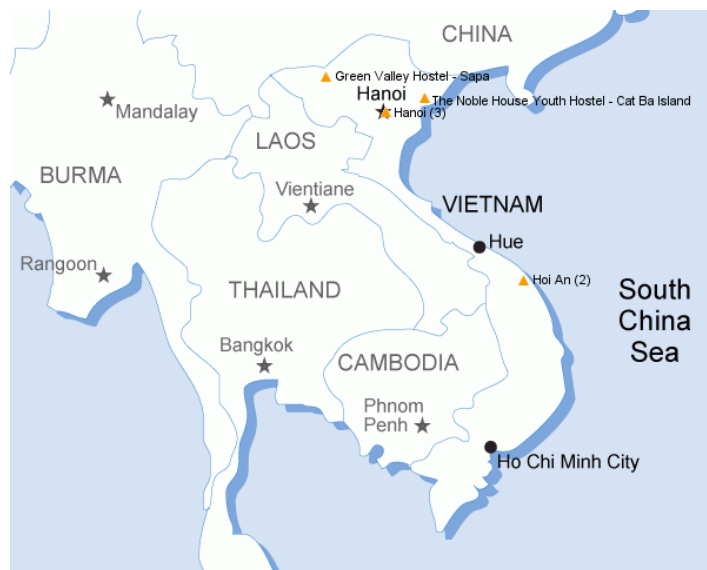 CHINA
Green Valley Hostel - Sapa
Hanoi
The Noble House Youth Hostel - Cat Ba Island
Hanoi (3)
Mandalay
LAOS
BURMA
Vientiane
VIETNAM
Hue
Rangoon
Hoi An (2)
THAILAND
South
China
Sea
Bangkok
CAMBODIA
Phnom
Penh
Ho Chi Minh City